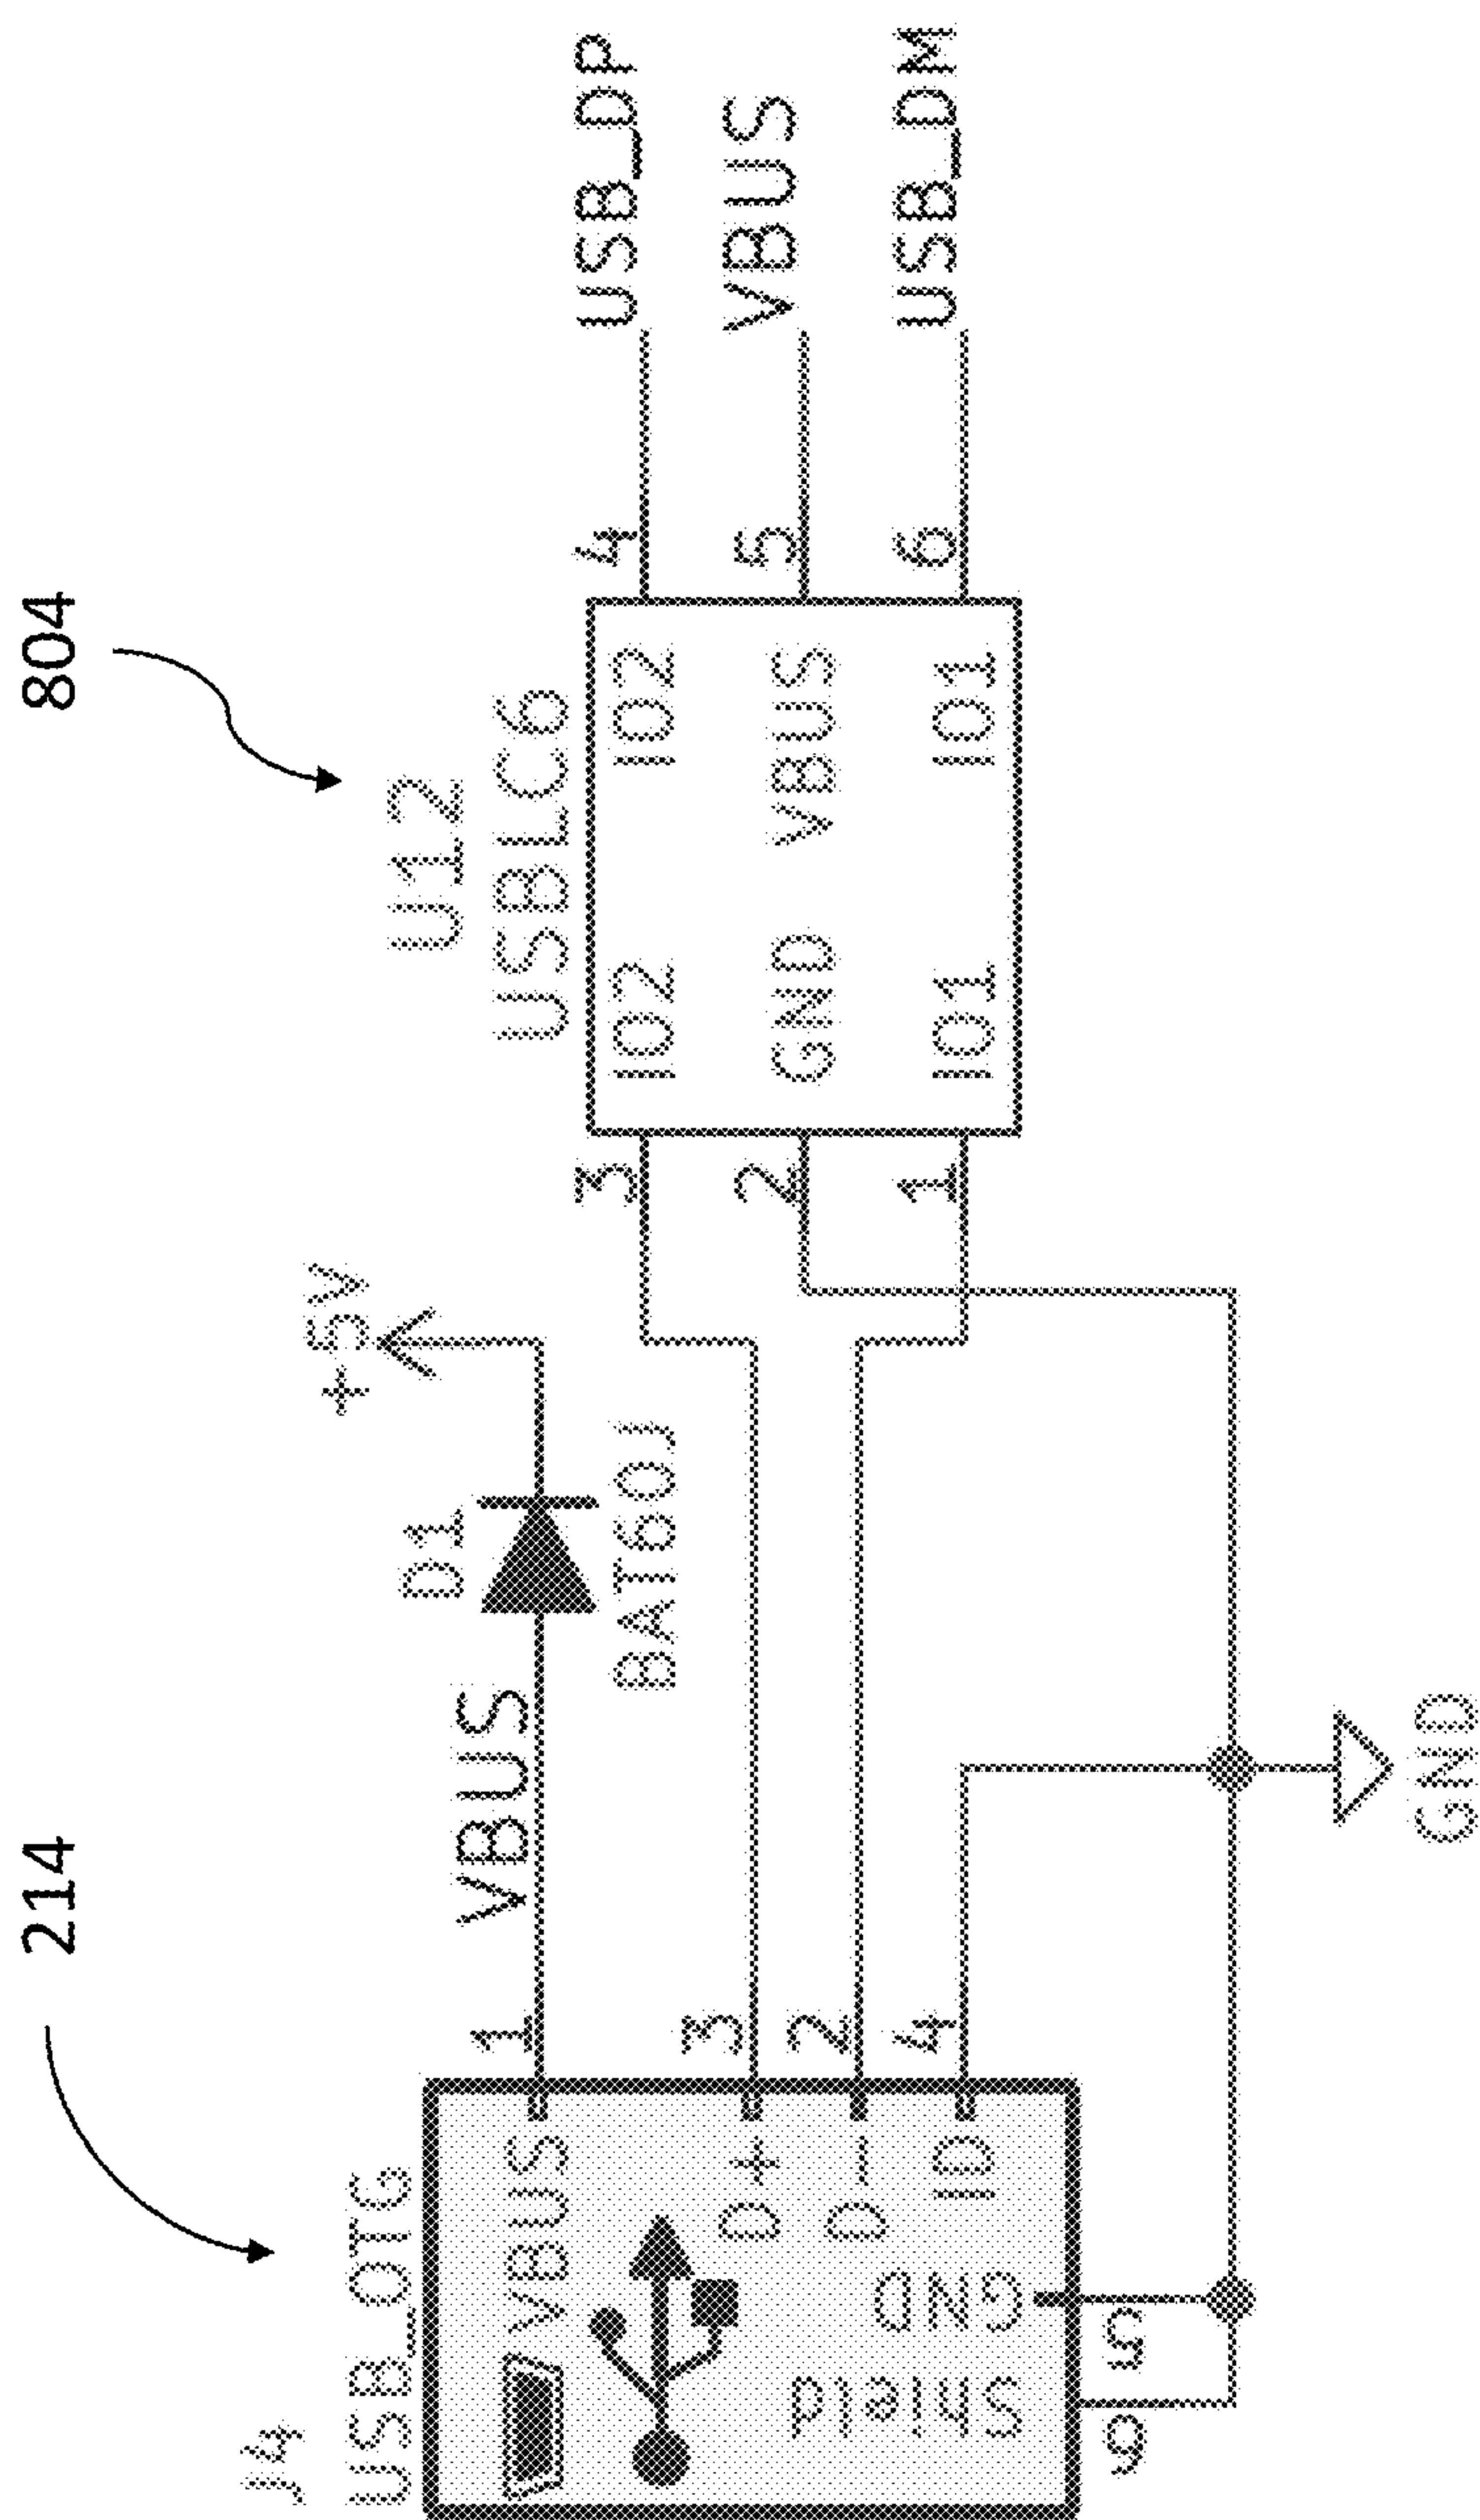 214
804
J4
USB_OTG
VBUS
D+
D-
ID
GND
Shield
1
3
2
4
5
6
VBUS
D1
BAT60J
+5V
GND
U12
USBLC6
3
2
1
IO2
GND
IO1
IO2
VBUS
IO1
4
5
6
USB_DP
VBUS
USB_DM